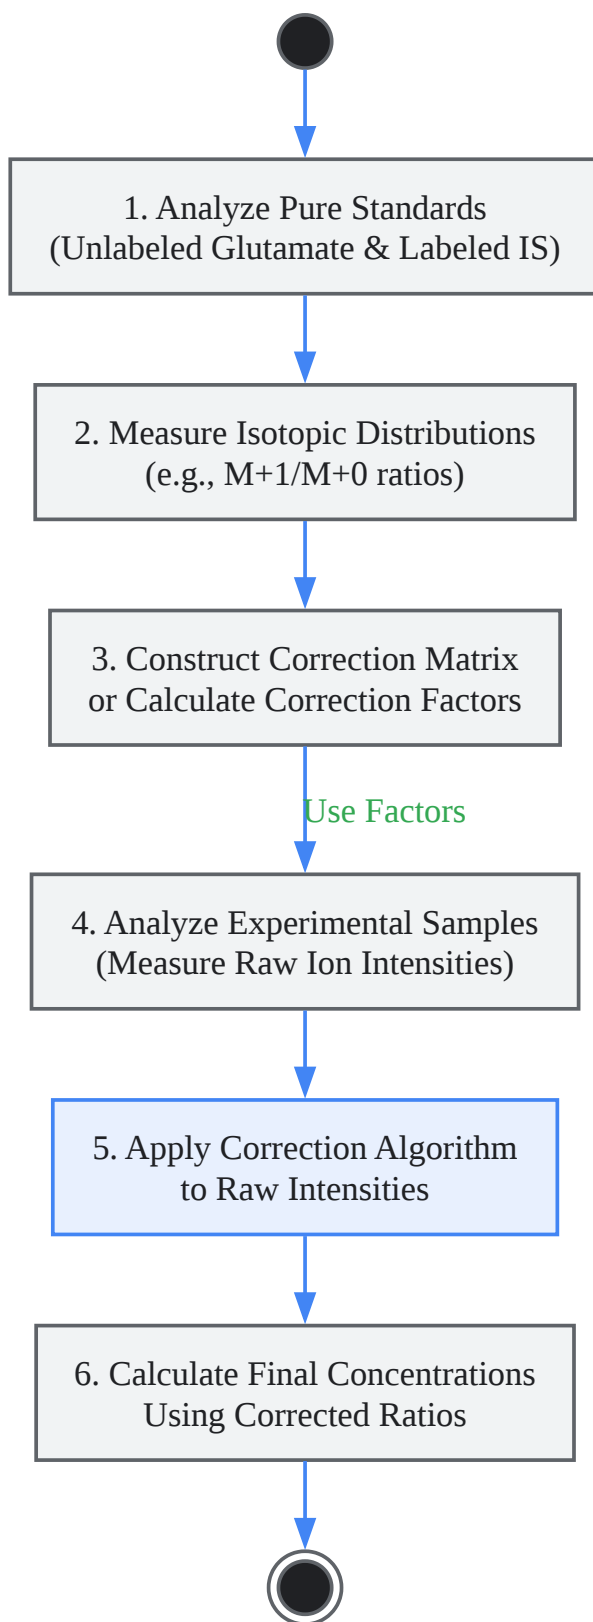 1. Analyze Pure Standards
(Unlabeled Glutamate & Labeled IS)
2. Measure Isotopic Distributions
(e.g., M+1/M+0 ratios)
3. Construct Correction Matrix
or Calculate Correction Factors
Use Factors
4. Analyze Experimental Samples
(Measure Raw Ion Intensities)
5. Apply Correction Algorithm
to Raw Intensities
6. Calculate Final Concentrations
Using Corrected Ratios